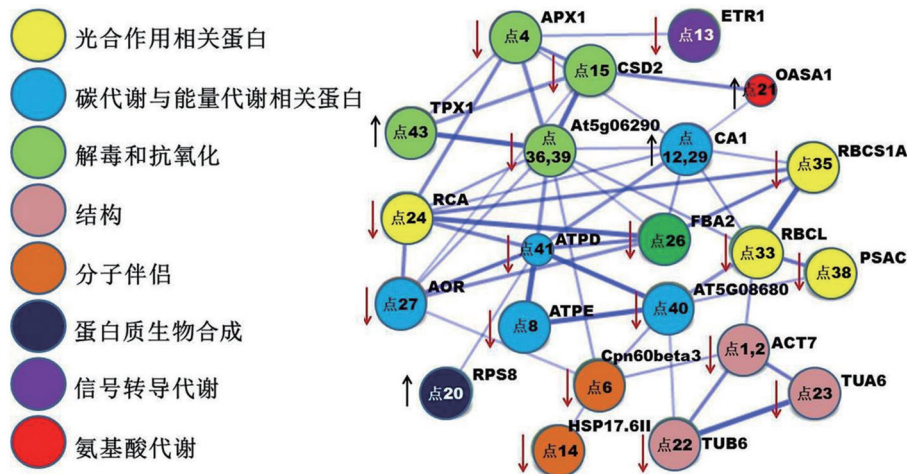 光合作用相关蛋白
碳代谢与能量代谢相关蛋白
解毒和抗氧化
结构
分子伴侣
蛋白质生物合成
信号转导代谢
氨基酸代谢
APX1
点4
ETR1
点13
点15
CSD2
OASA1
点21
TPX1
点43
At5g06290
点
36,39
CA1
点
12,29
RBCS1A
点35
RCA
点24
FBA2
点26
ATPD
点41
RBCL
点33
PSAC
点38
AOR
点27
ATPE
点8
AT5G08680
点40
Cpn60beta3
点6
ACT7
点1,2
TUA6
点23
RPS8
点20
HSP17.6II
点14
点22
TUB6